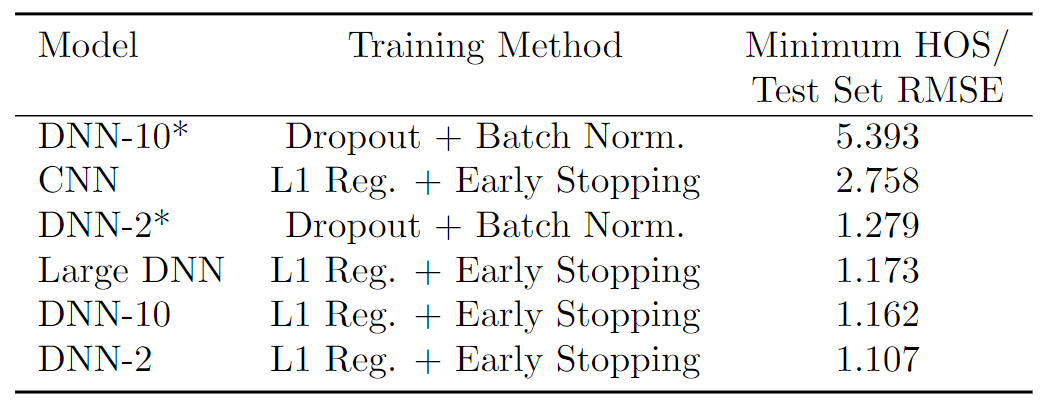 Model Training Method Minimum HOS/
Test Set RMSE
DNN-10* Dropout + Batch Norm. 5.393
CNN L1 Reg. + Early Stopping 2.758
DNN-2* Dropout + Batch Norm. 1.279
Large DNN L1 Reg. + Early Stopping 1.173
DNN-10 L1 Reg. + Early Stopping 1.162
DNN-2 L1 Reg. + Early Stopping 1.107